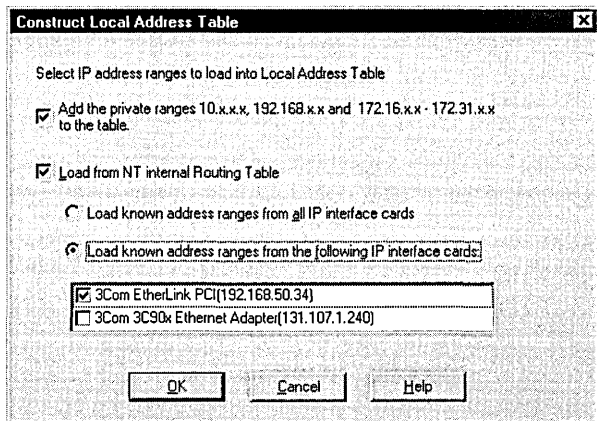 Construct Local Address Table
Select IP address ranges to load into Local Address Table
Add the private ranges 10.x.x.x, 192.168.x.x and 172.16.x.x - 172.31.x.x
to the table.
Load from NT internal Routing Table
Load known address ranges from all IP interface cards
Load known address ranges from the following IP interface cards:
3Com EtherLink PCI(192.168.50.34)
3Com 3C90x Ethernet Adapter(131.107.1.240)
OK Cancel Help